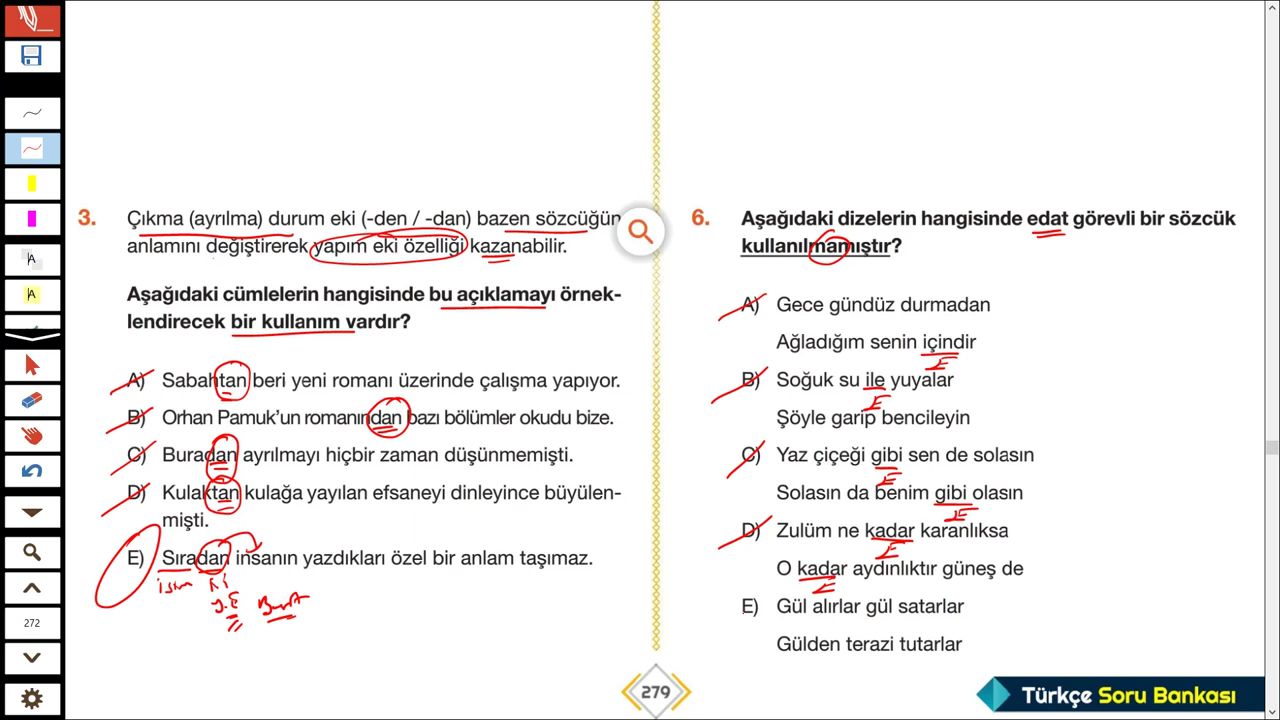 3. Çıkma (ayrılma) durum eki (-den / -dan) bazen sözcüğün
anlamını değiştirerek yapım eki özelliği kazanabilir.
Aşağıdaki cümlelerin hangisinde bu açıklamayı örnek-
lendirecek bir kullanım vardır?
A) Sabahtan beri yeni romanı üzerinde çalışma yapıyor.
B) Orhan Pamuk’un romanından bazı bölümler okudu bize.
C) Buradan ayrılmayı hiçbir zaman düşünmemişti.
D) Kulaktan kulağa yayılan efsaneyi dinleyince büyülen-
mişti.
E) Sıradan insanın yazdıkları özel bir anlam taşımaz.
isim
6. Aşağıdaki dizelerin hangisinde edat görevli bir sözcük
kullanılmamıştır?
A) Gece gündüz durmadan
Ağladığım senin içindir
E
B) Soğuk su ile yuyalar
E
Şöyle garip bencileyin
C) Yaz çiçeği gibi sen de solasın
E
Solasın da benim gibi olasın
E
D) Zulüm ne kadar karanlıksa
E
O kadar aydınlıktır güneş de
E
E) Gül alırlar gül satarlar
Gülden terazi tutarlar
279
Türkçe Soru Bankası
A
A
272